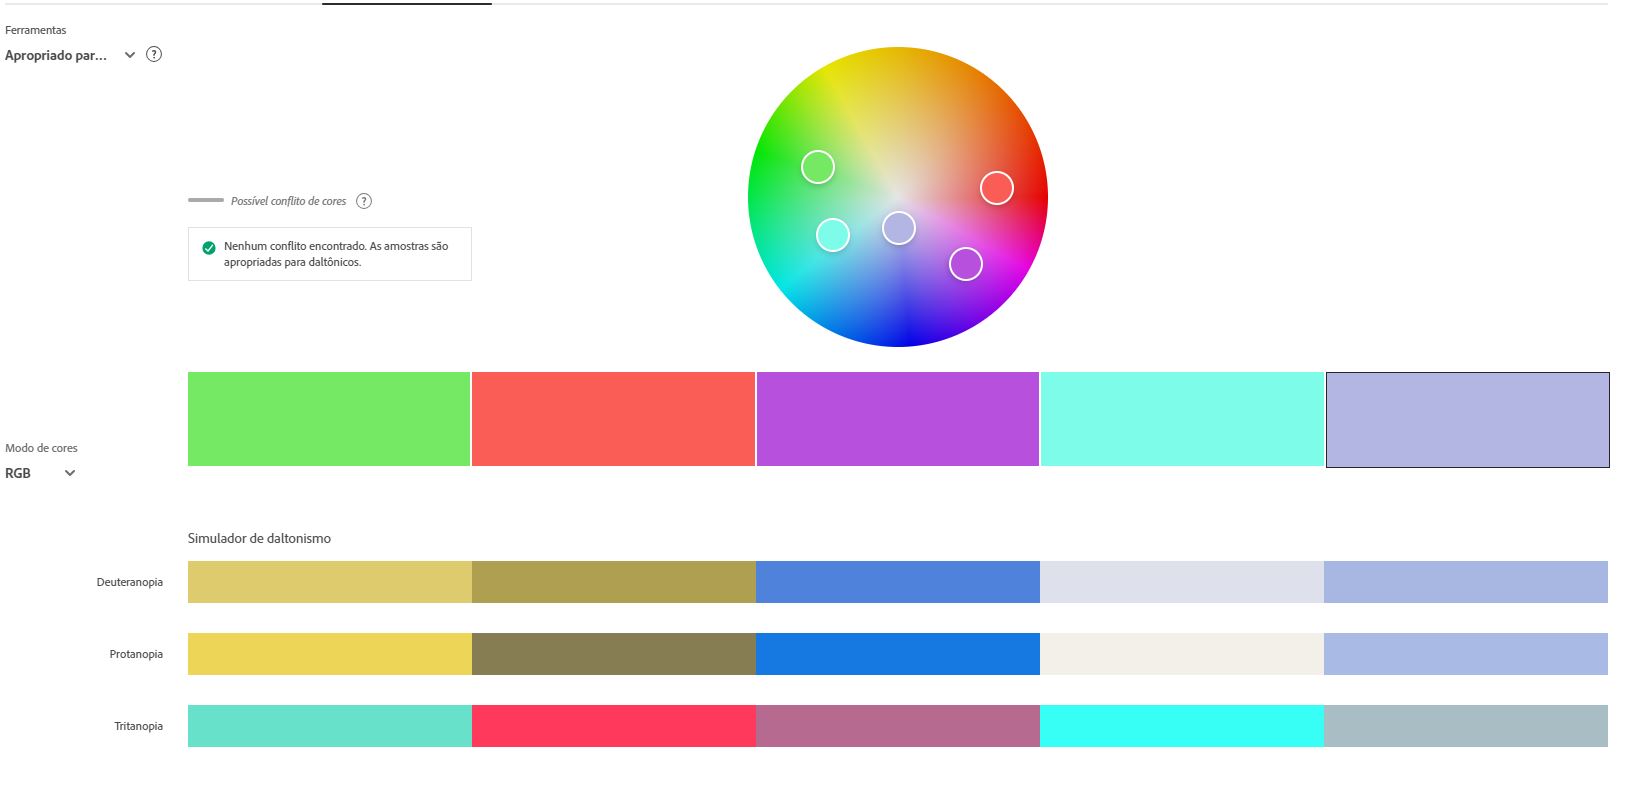 Ferramentas
Apropriado par...
?
Possível conflito de cores
?
Nenhum conflito encontrado. As amostras são
apropriadas para daltônicos.
Modo de cores
RGB
Simulador de daltonismo
Deuteranopia
Protanopia
Tritanopia